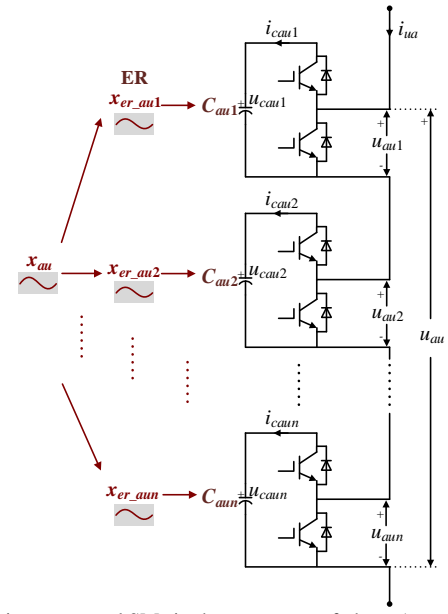 i_cau1
i_ua
ER
x_er_au1
C_au1
+
u_cau1
+
u_au1
-
+
i_cau2
x_au
x_er_au2
C_au2
+
u_cau2
+
u_au2
-
u_au
i_caun
x_er_aun
C_aun
+
u_caun
+
u_aun
-
-